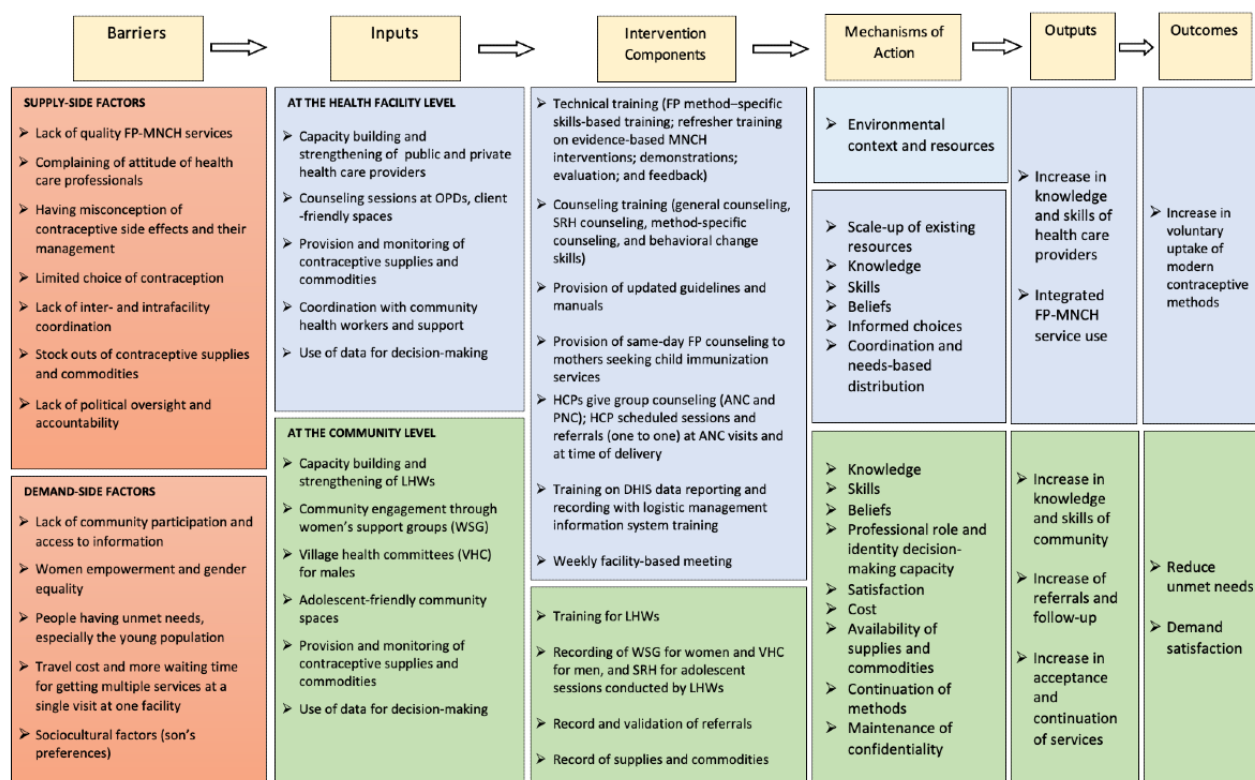 Barriers
Inputs
Intervention
Components
Mechanisms of
Action
Outputs
Outcomes
SUPPLY-SIDE FACTORS
➢ Lack of quality FP-MNCH services
➢ Complaining of attitude of health
care professionals
➢ Having misconception of
contraceptive side effects and their
management
➢ Limited choice of contraception
➢ Lack of inter- and intrafacility
coordination
➢ Stock outs of contraceptive supplies
and commodities
➢ Lack of political oversight and
accountability
DEMAND-SIDE FACTORS
➢ Lack of community participation and
access to information
➢ Women empowerment and gender
equality
➢ People having unmet needs,
especially the young population
➢ Travel cost and more waiting time
for getting multiple services at a
single visit at one facility
➢ Sociocultural factors (son's
preferences)
AT THE HEALTH FACILITY LEVEL
➢ Capacity building and
strengthening of public and private
health care providers
➢ Counseling sessions at OPDs, client
-friendly spaces
➢ Provision and monitoring of
contraceptive supplies and
commodities
➢ Coordination with community
health workers and support
➢ Use of data for decision-making
AT THE COMMUNITY LEVEL
➢ Capacity building and
strengthening of LHWs
➢ Community engagement through
women's support groups (WSG)
➢ Village health committees (VHC)
for males
➢ Adolescent-friendly community
spaces
➢ Provision and monitoring of
contraceptive supplies and
commodities
➢ Use of data for decision-making
➢ Technical training (FP method–specific
skills-based training; refresher training
on evidence-based MNCH
interventions; demonstrations;
evaluation; and feedback)
➢ Counseling training (general counseling,
SRH counseling, method-specific
counseling, and behavioral change
skills)
➢ Provision of updated guidelines and
manuals
➢ Provision of same-day FP counseling to
mothers seeking child immunization
services
➢ HCPs give group counseling (ANC and
PNC); HCP scheduled sessions and
referrals (one to one) at ANC visits and
at time of delivery
➢ Training on DHIS data reporting and
recording with logistic management
information system training
➢ Weekly facility-based meeting
➢ Training for LHWs
➢ Recording of WSG for women and VHC
for men, and SRH for adolescent
sessions conducted by LHWs
➢ Record and validation of referrals
➢ Record of supplies and commodities
➢ Environmental
context and resources
➢ Scale-up of existing
resources
➢ Knowledge
➢ Skills
➢ Beliefs
➢ Informed choices
➢ Coordination and
needs-based
distribution
➢ Knowledge
➢ Skills
➢ Beliefs
➢ Professional role and
identity decision-
making capacity
➢ Satisfaction
➢ Cost
➢ Availability of
supplies and
commodities
➢ Continuation of
methods
➢ Maintenance of
confidentiality
➢ Increase in
knowledge and
skills of
health care
providers
➢ Integrated
FP-MNCH
service use
➢ Increase in
knowledge
and skills of
community
➢ Increase of
referrals and
follow-up
➢ Increase in
acceptance
and
continuation
of services
➢ Increase in
voluntary
uptake of
modern
contraceptive
methods
➢ Reduce
unmet needs
➢ Demand
satisfaction